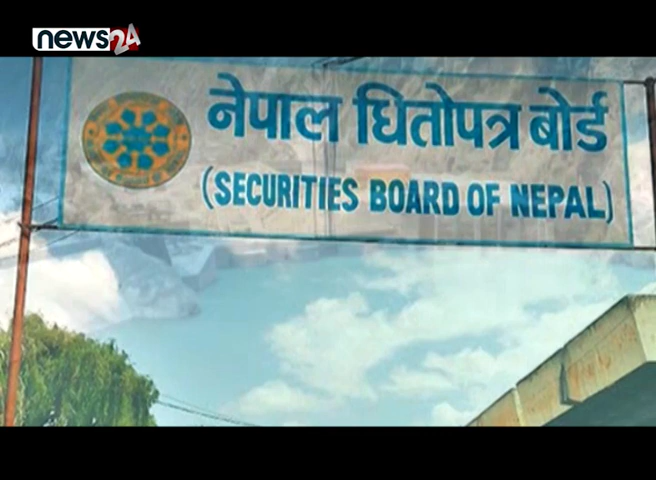 news24
नेपाल धितोपत्र बोर्ड
(SECURITIES BOARD OF NEPAL)